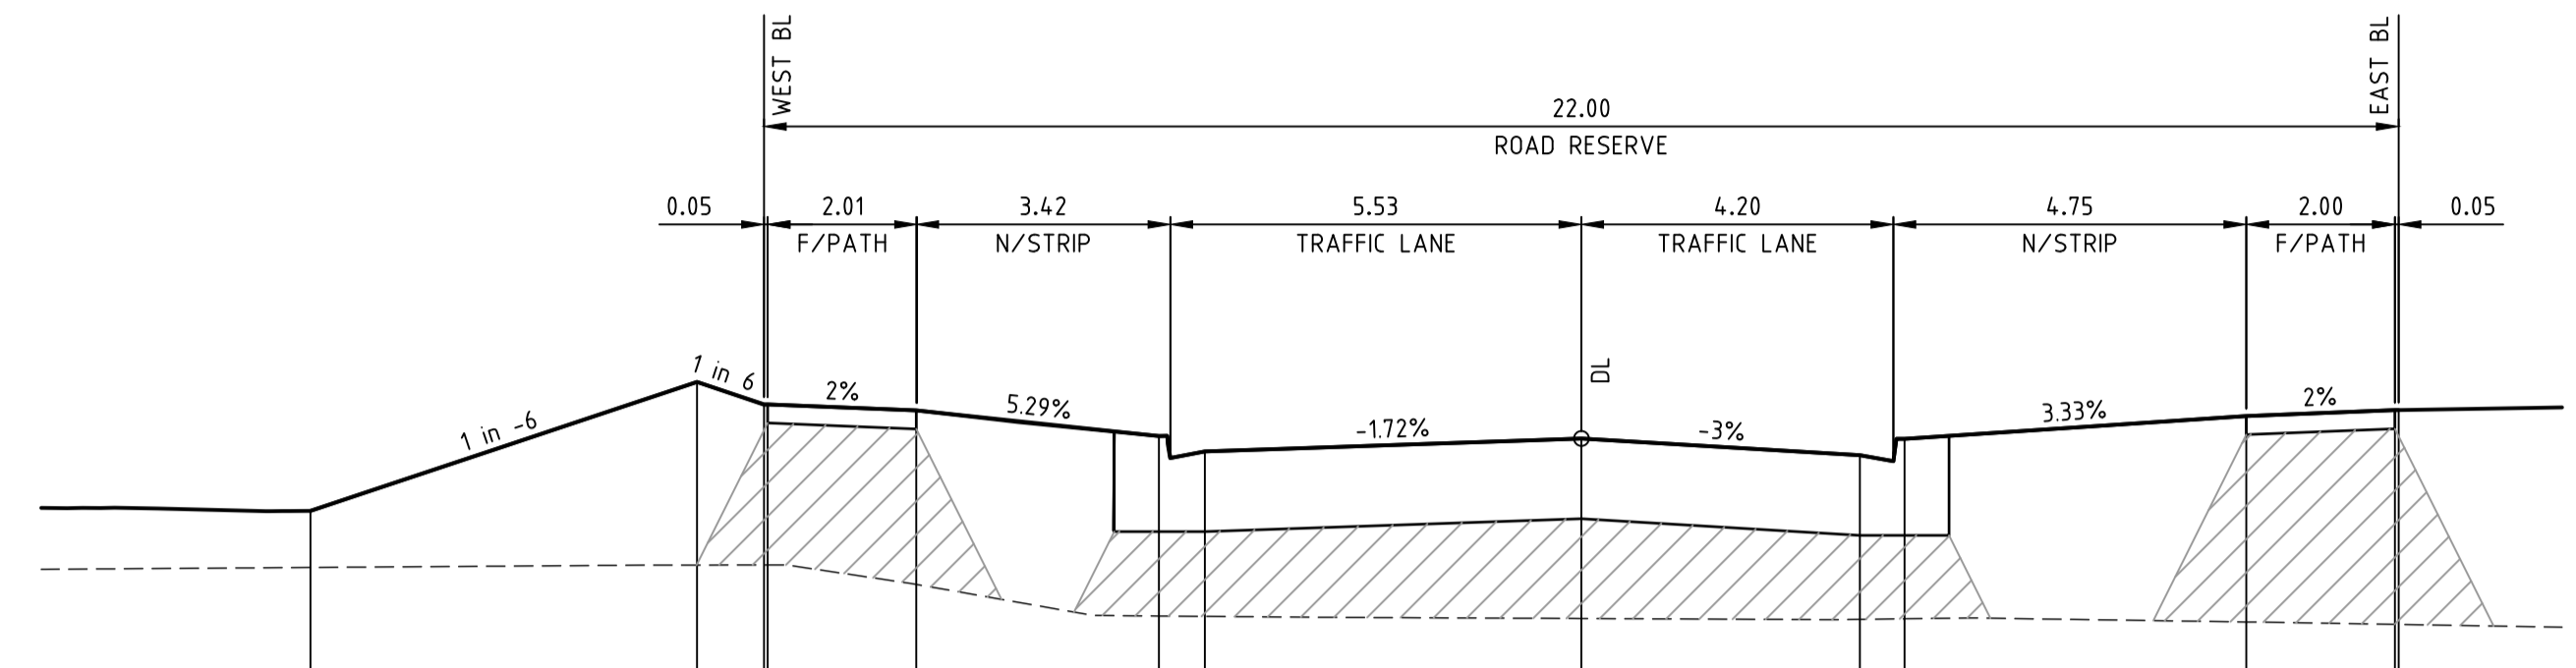 WEST BL
EAST BL
22.00
ROAD RESERVE
0.05
2.01
3.42
5.53
4.20
4.75
2.00
0.05
F/PATH
N/STRIP
TRAFFIC LANE
TRAFFIC LANE
N/STRIP
F/PATH
DL
1 in -6
1 in 6
2%
5.29%
-1.72%
-3%
3.33%
2%